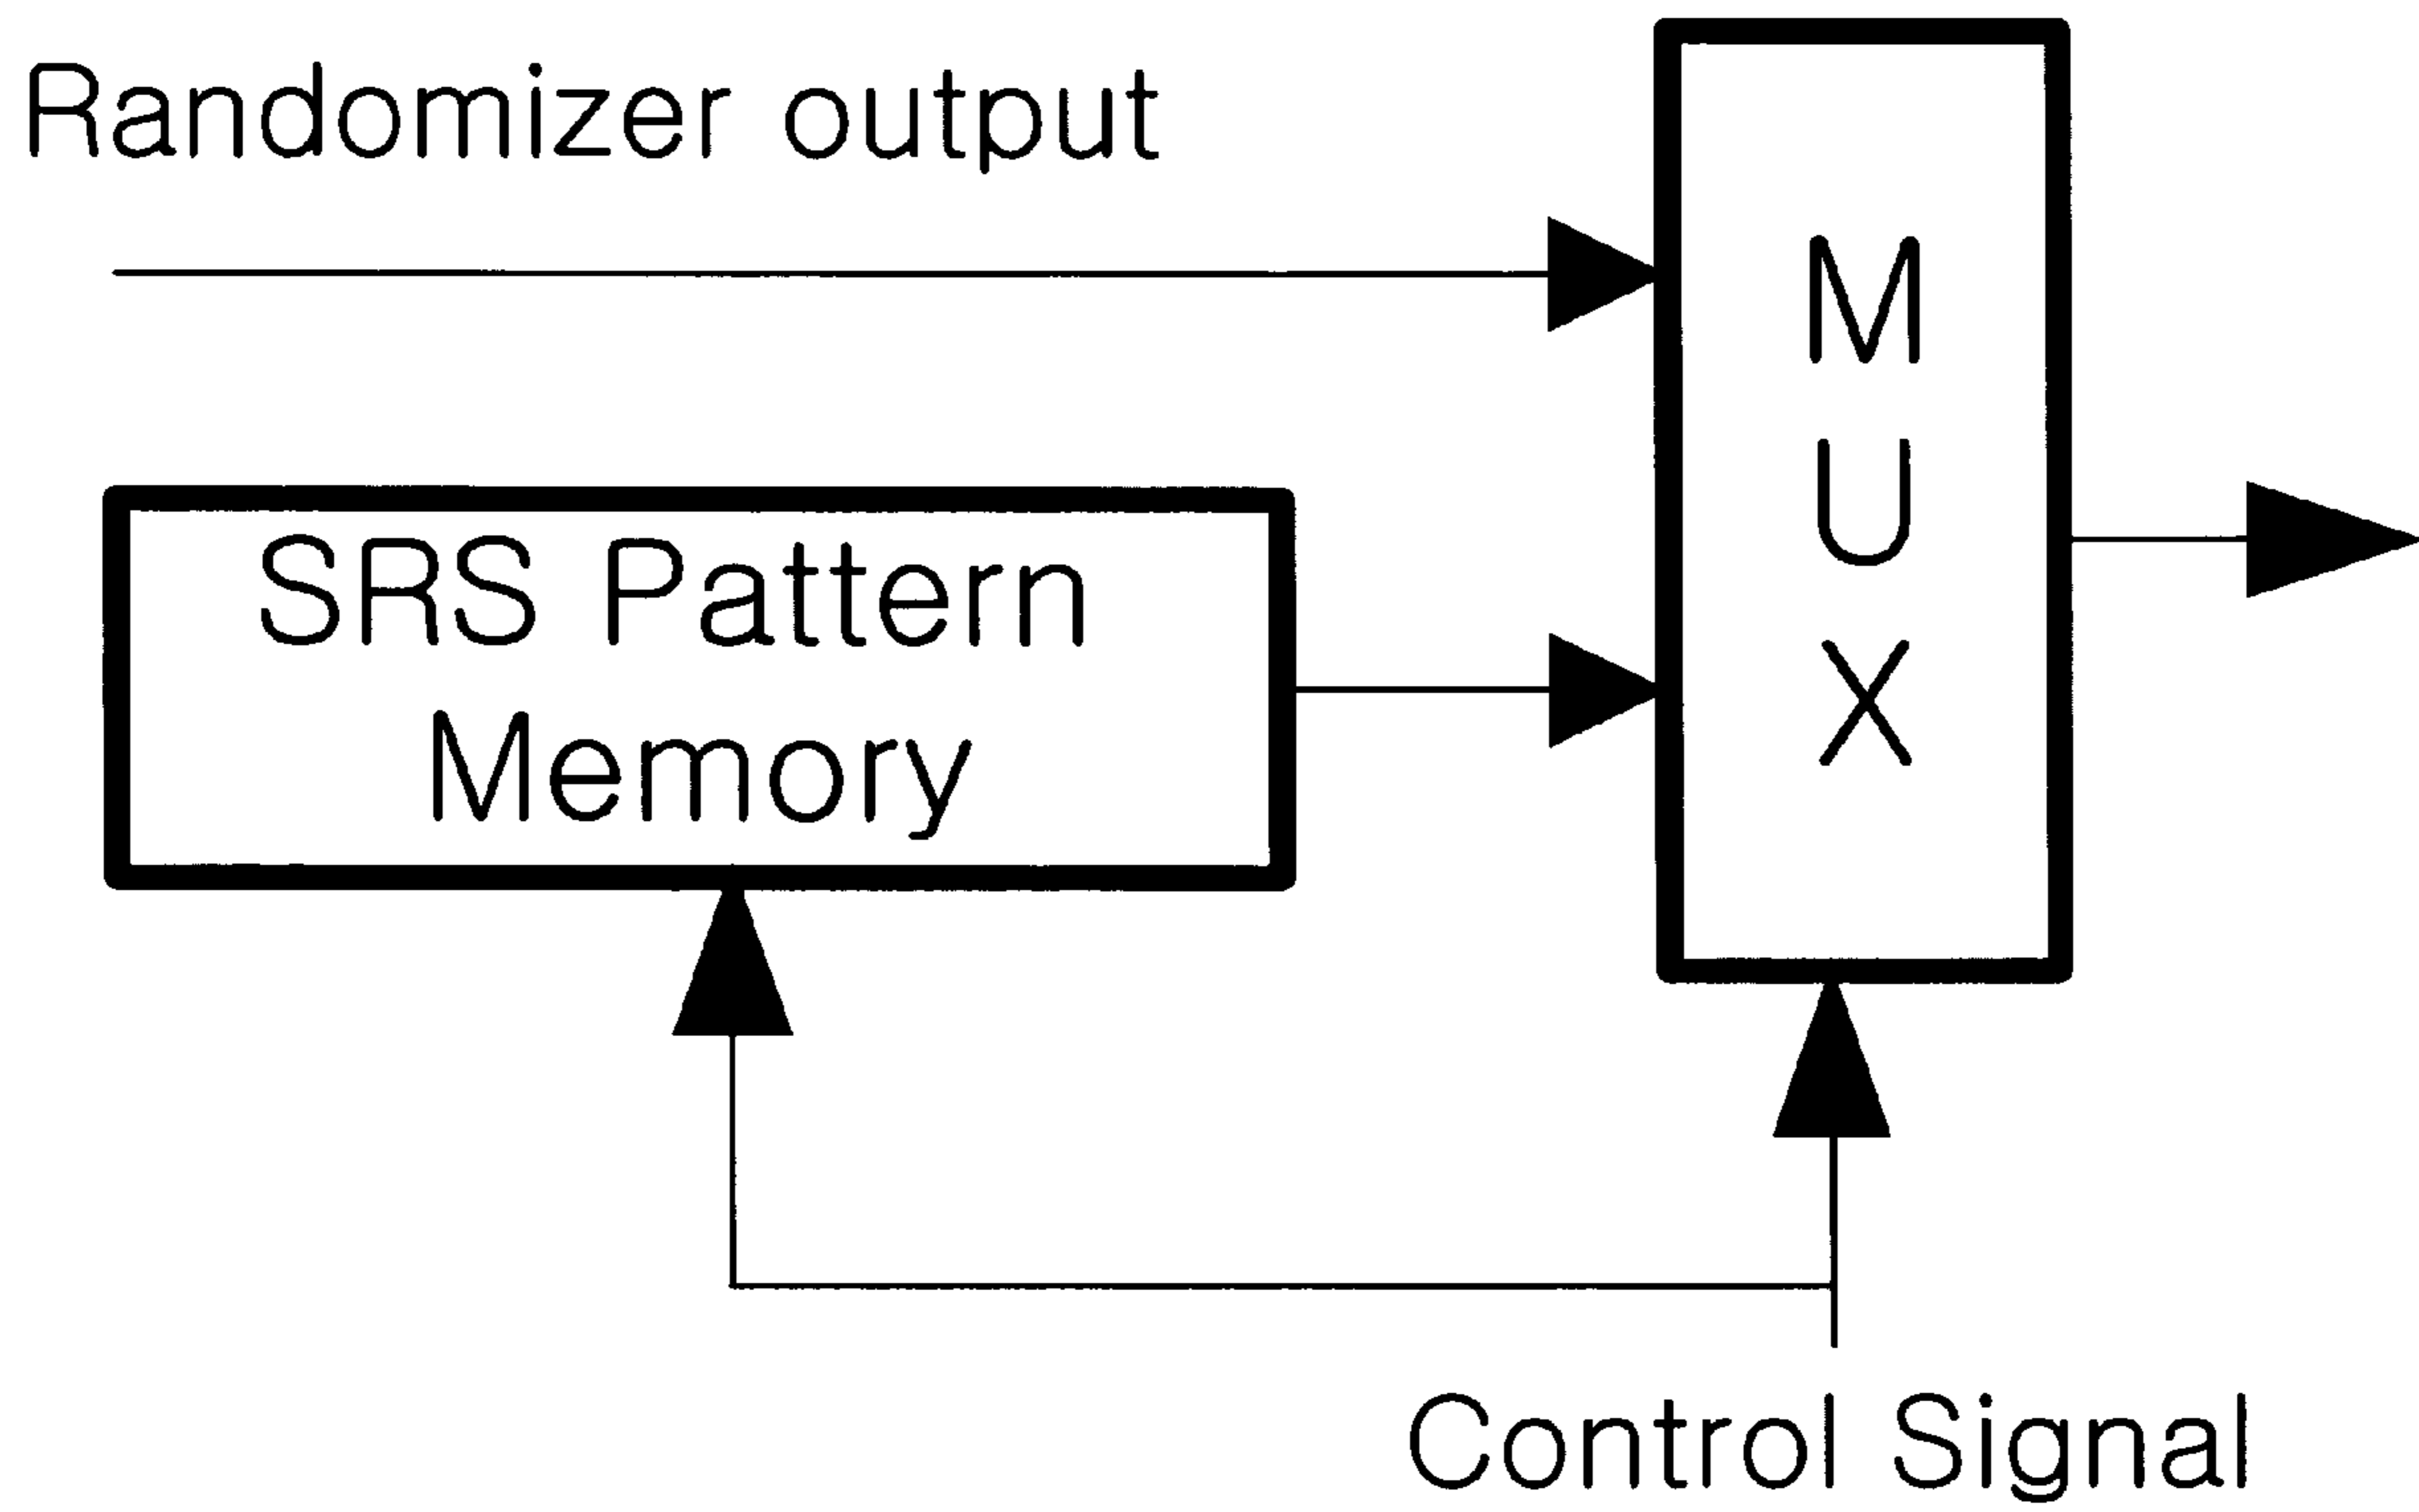 Randomizer output
SRS Pattern
Memory
M
U
X
Control Signal